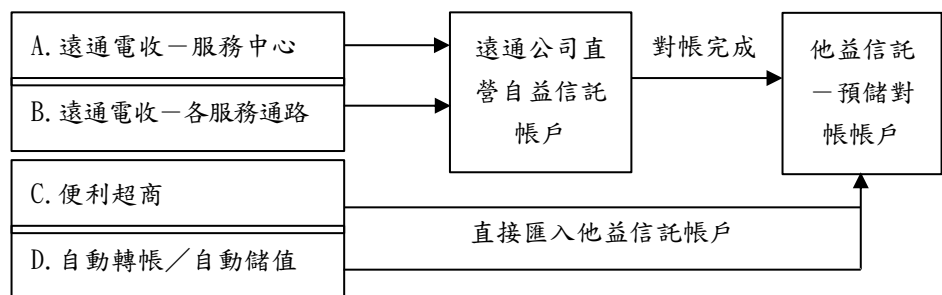 A.遠通電收－服務中心
B.遠通電收－各服務通路
遠通公司直
營自益信託
帳戶
對帳完成
他益信託
－預儲對
帳帳戶
C.便利超商
D.自動轉帳／自動儲值
直接匯入他益信託帳戶